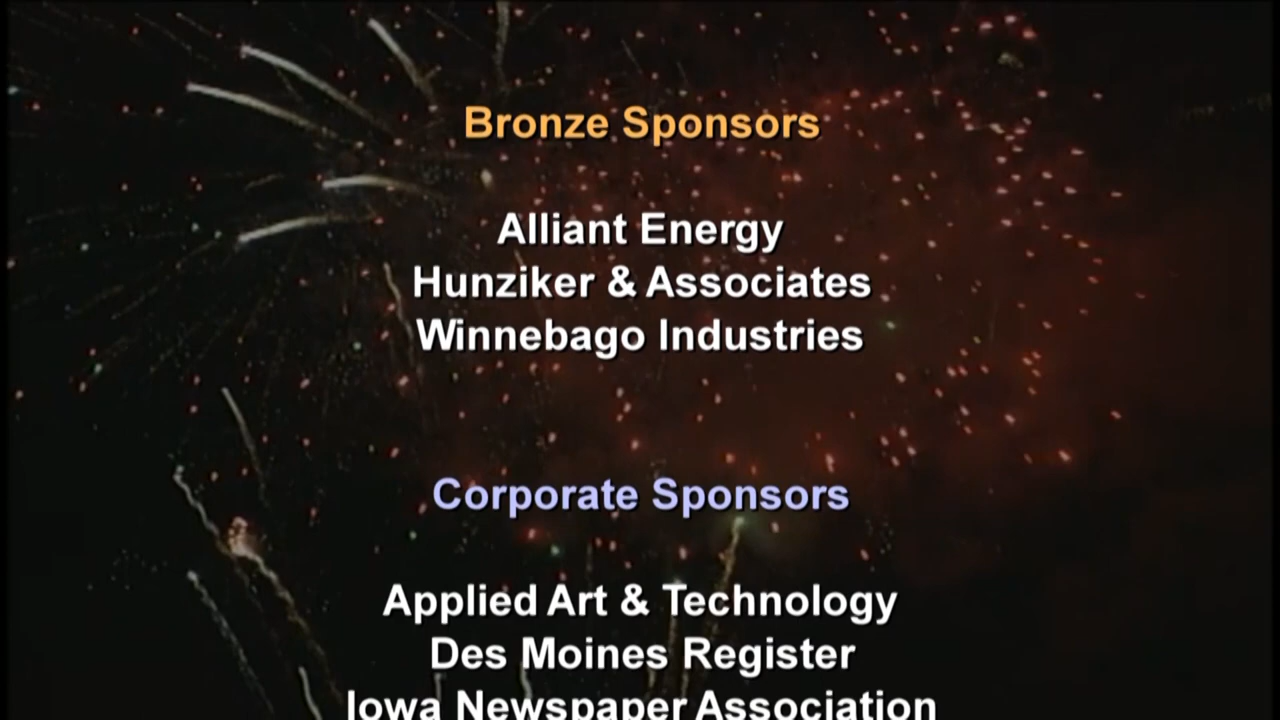 Bronze Sponsors
Alliant Energy
Hunziker & Associates
Winnebago Industries
Corporate Sponsors
Applied Art & Technology
Des Moines Register
Iowa Newspaper Association